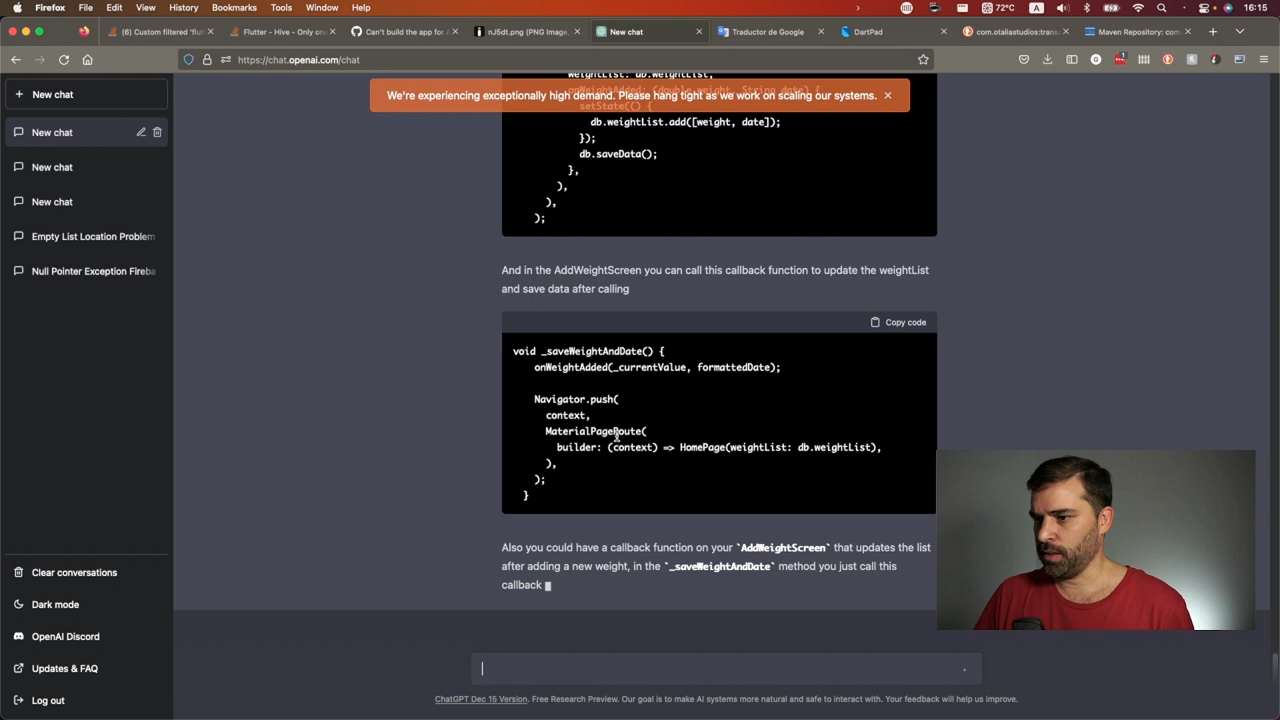 Firefox File Edit View History Bookmarks Tools Window Help
72°C A 16:15
(6) Custom filtered 'flut
Flutter - Hive - Only one
Can't build the app for A
nJ5dt.png (PNG Image,
New chat
Traductor de Google
DartPad
com.otaliastudios:trans
Maven Repository: com
https://chat.openai.com/chat
+ New chat
New chat
New chat
New chat
Empty List Location Problem
Null Pointer Exception Fireba
Clear conversations
Dark mode
OpenAI Discord
Updates & FAQ
Log out
We're experiencing exceptionally high demand. Please hang tight as we work on scaling our systems.
weightList: db.weightList,
onWeightAdded: (double weight, String date) {
setState(() {
db.weightList.add([weight, date]);
});
db.saveData();
},
),
),
);
And in the AddWeightScreen you can call this callback function to update the weightList
and save data after calling
Copy code
void _saveWeightAndDate() {
onWeightAdded(_currentValue, formattedDate);
Navigator.push(
context,
MaterialPageRoute(
builder: (context) => HomePage(weightList: db.weightList),
),
);
}
Also you could have a callback function on your `AddWeightScreen` that updates the list
after adding a new weight, in the `_saveWeightAndDate` method you just call this
callback
ChatGPT Dec 15 Version. Free Research Preview. Our goal is to make AI systems more natural and safe to interact with. Your feedback will help us improve.